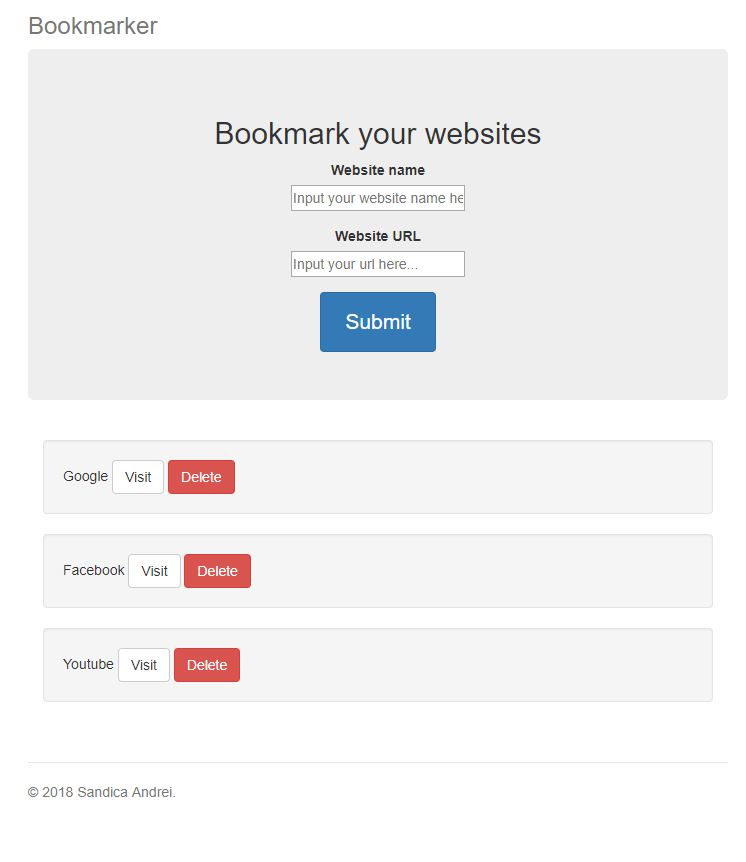 Bookmarker
Bookmark your websites
Website name
Input your website name he
Website URL
Input your url here...
Submit
Google Visit Delete
Facebook Visit Delete
Youtube Visit Delete
© 2018 Sandica Andrei.